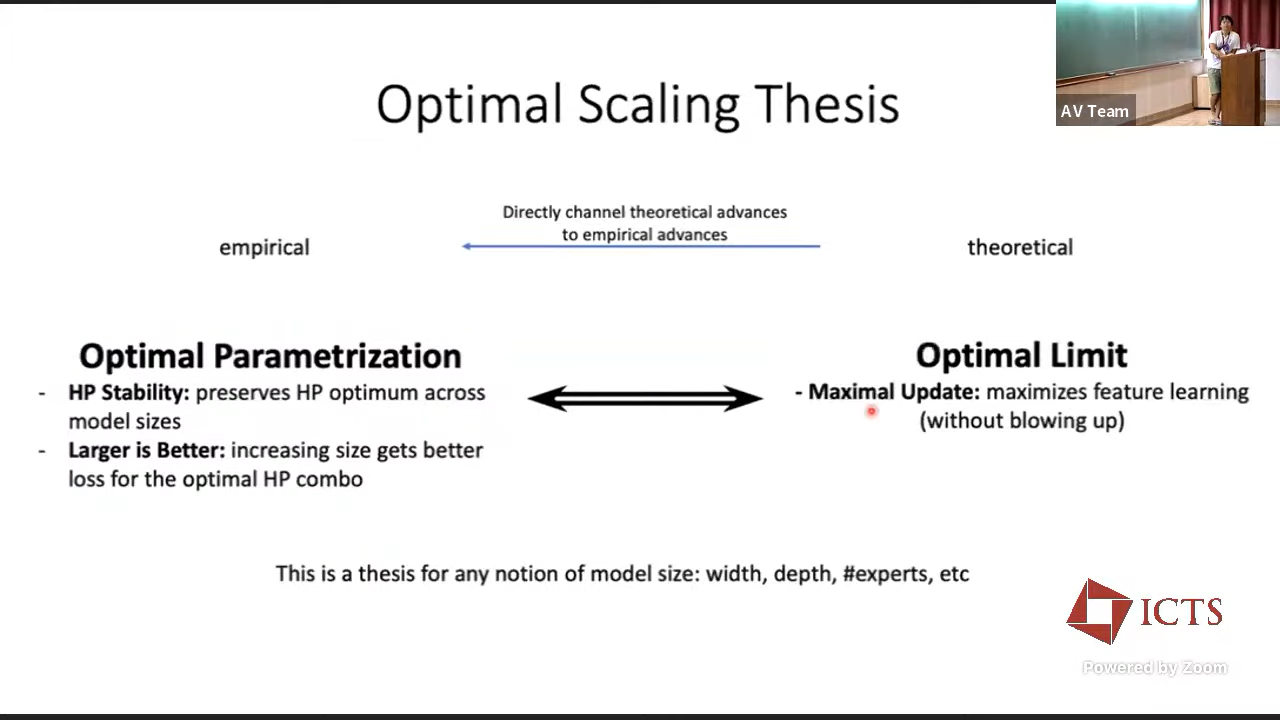 AV Team
Optimal Scaling Thesis
Directly channel theoretical advances
to empirical advances
empirical
theoretical
Optimal Parametrization
- HP Stability: preserves HP optimum across
model sizes
- Larger is Better: increasing size gets better
loss for the optimal HP combo
Optimal Limit
- Maximal Update: maximizes feature learning
(without blowing up)
This is a thesis for any notion of model size: width, depth, #experts, etc
ICTS
Powered by Zoom